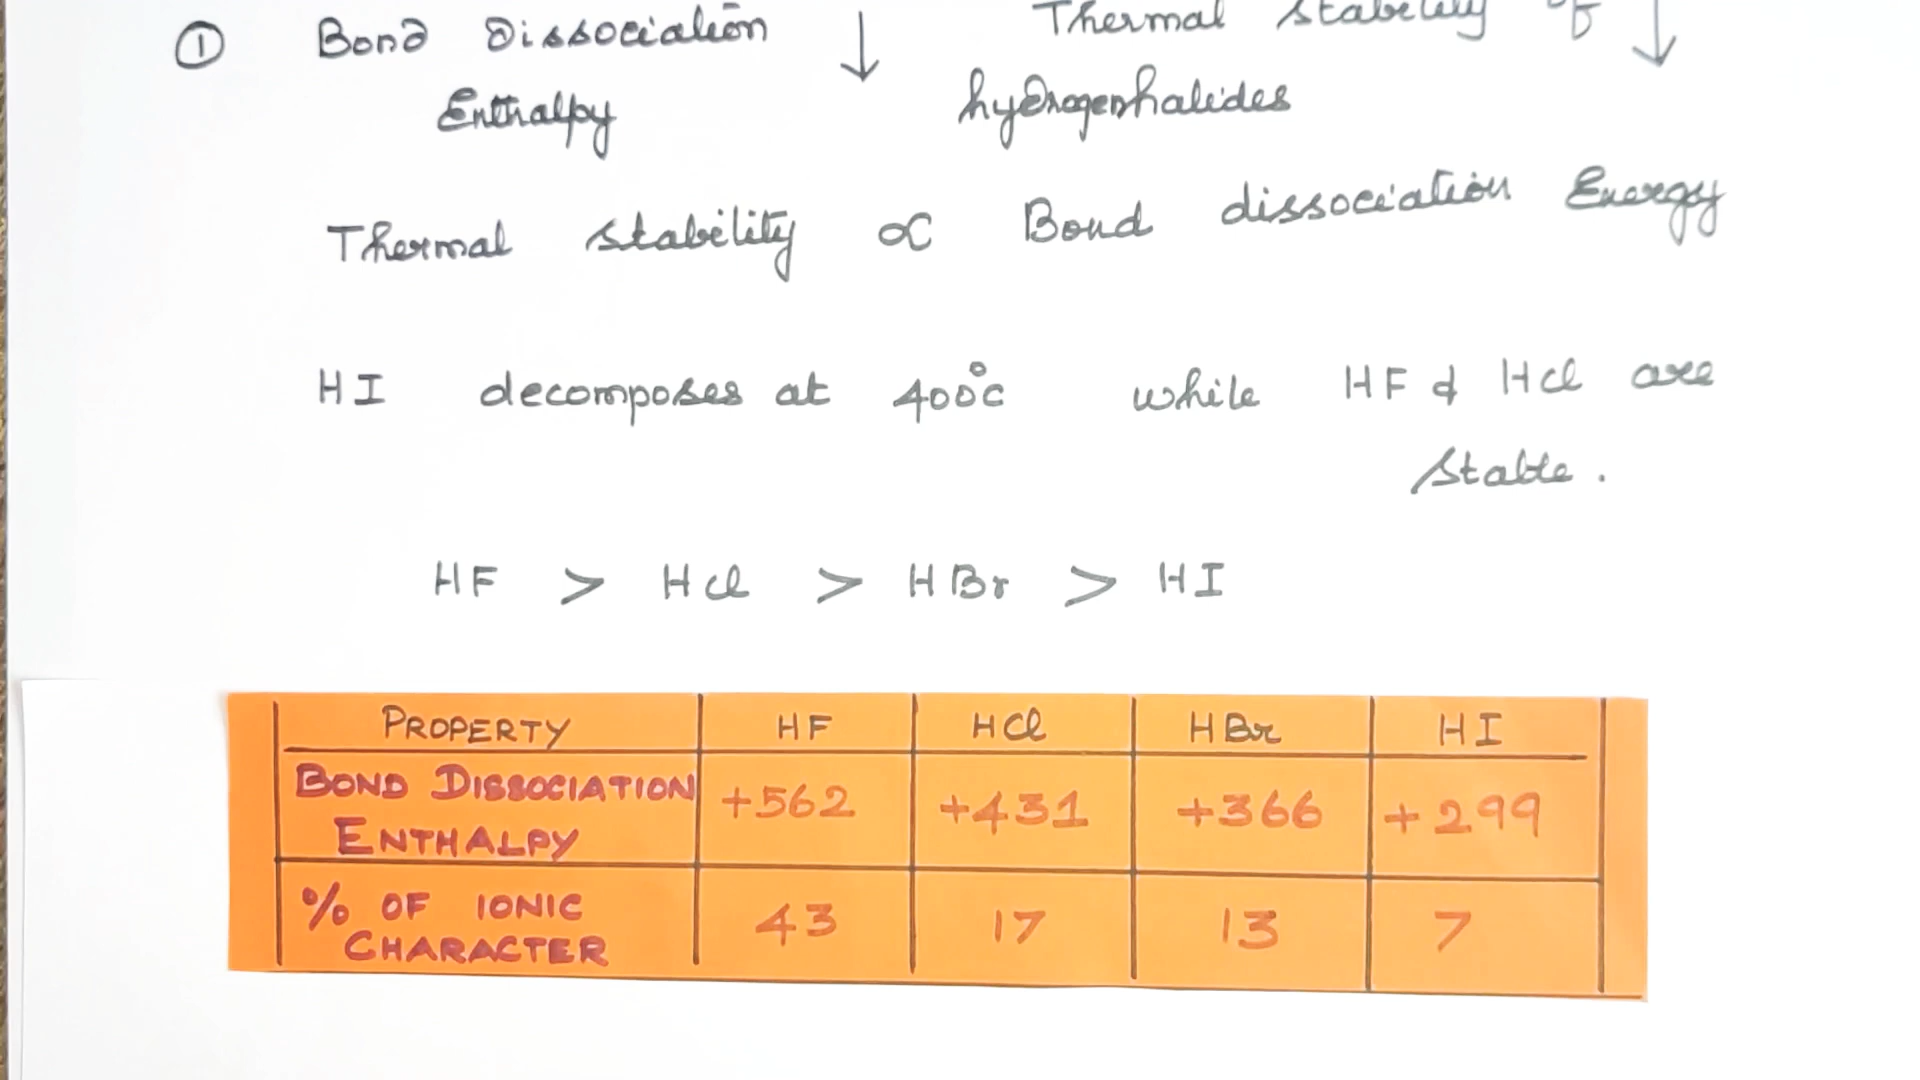 ① Bond Dissociation ↓ Thermal stability of ↓
Enthalpy hydrogenhalides
Thermal stability ∝ Bond dissociation Energy
HI decomposes at 400°C while HF & HCl are
stable.
HF > HCl > HBr > HI
PROPERTY HF HCl HBr HI
BOND DISSOCIATION
ENTHALPY +562 +431 +366 +299
% OF IONIC
CHARACTER 43 17 13 7